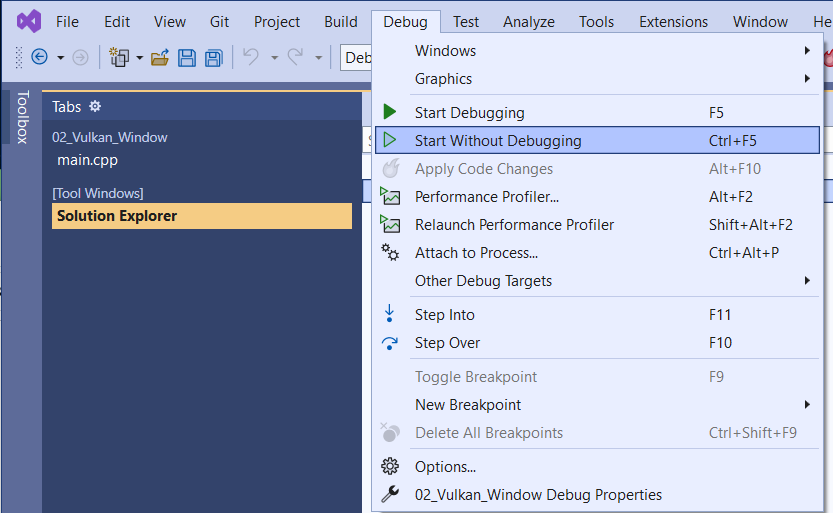 File Edit View Git Project Build Debug Test Analyze Tools Extensions Window He
Deb
Toolbox
Tabs
02_Vulkan_Window
main.cpp
[Tool Windows]
Solution Explorer
Windows
Graphics
Start Debugging F5
Start Without Debugging Ctrl+F5
Apply Code Changes Alt+F10
Performance Profiler... Alt+F2
Relaunch Performance Profiler Shift+Alt+F2
Attach to Process... Ctrl+Alt+P
Other Debug Targets
Step Into F11
Step Over F10
Toggle Breakpoint F9
New Breakpoint
Delete All Breakpoints Ctrl+Shift+F9
Options...
02_Vulkan_Window Debug Properties